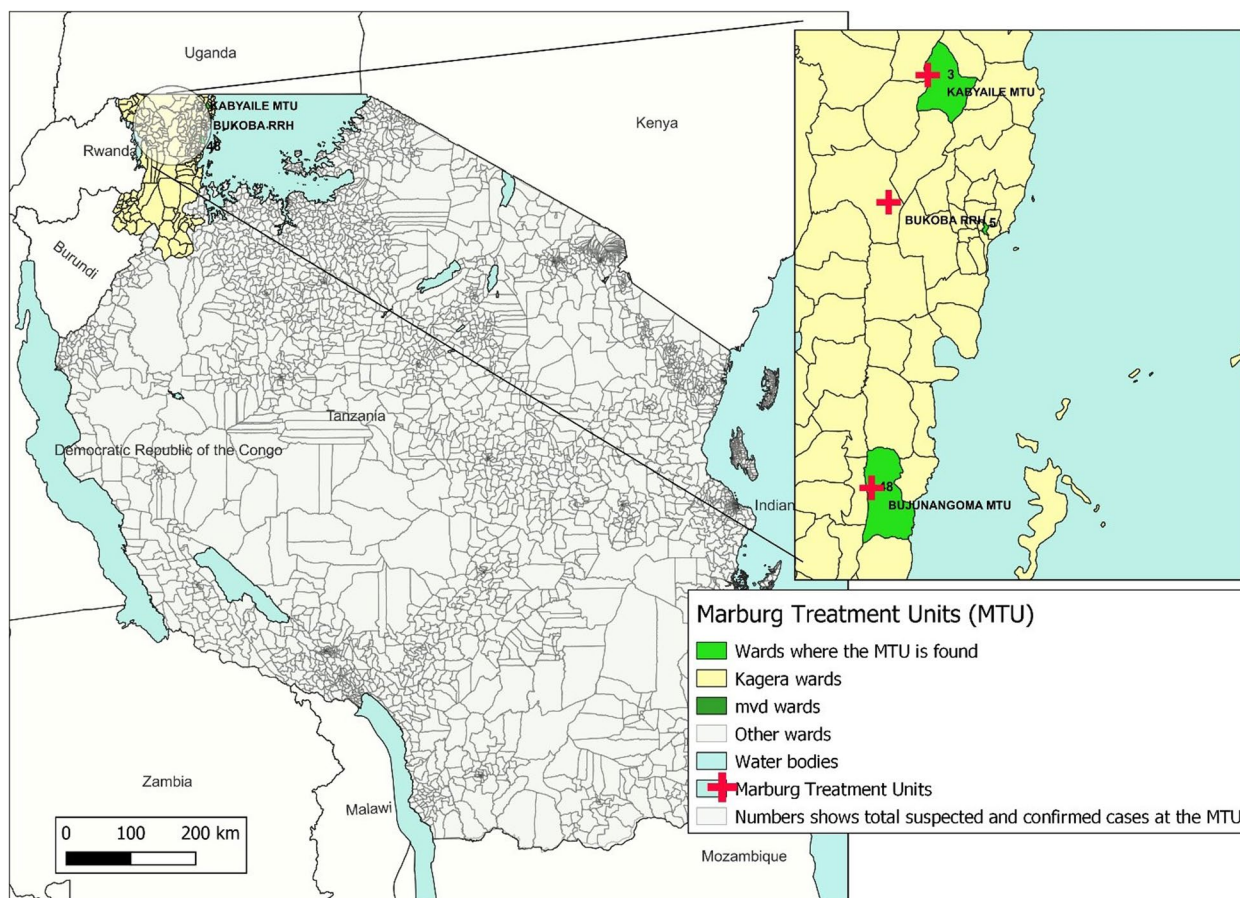 Uganda
KABYAILE MTU
BUKOBA RRH
48
Rwanda
Kenya
Burundi
Tanzania
Democratic Republic of the Congo
Indian
Zambia
Malawi
Mozambique
0 100 200 km
3
KABYAILE MTU
BUKOBA RRH 5
48
BUJUNANGOMA MTU
Marburg Treatment Units (MTU)
Wards where the MTU is found
Kagera wards
mvd wards
Other wards
Water bodies
Marburg Treatment Units
Numbers shows total suspected and confirmed cases at the MTU